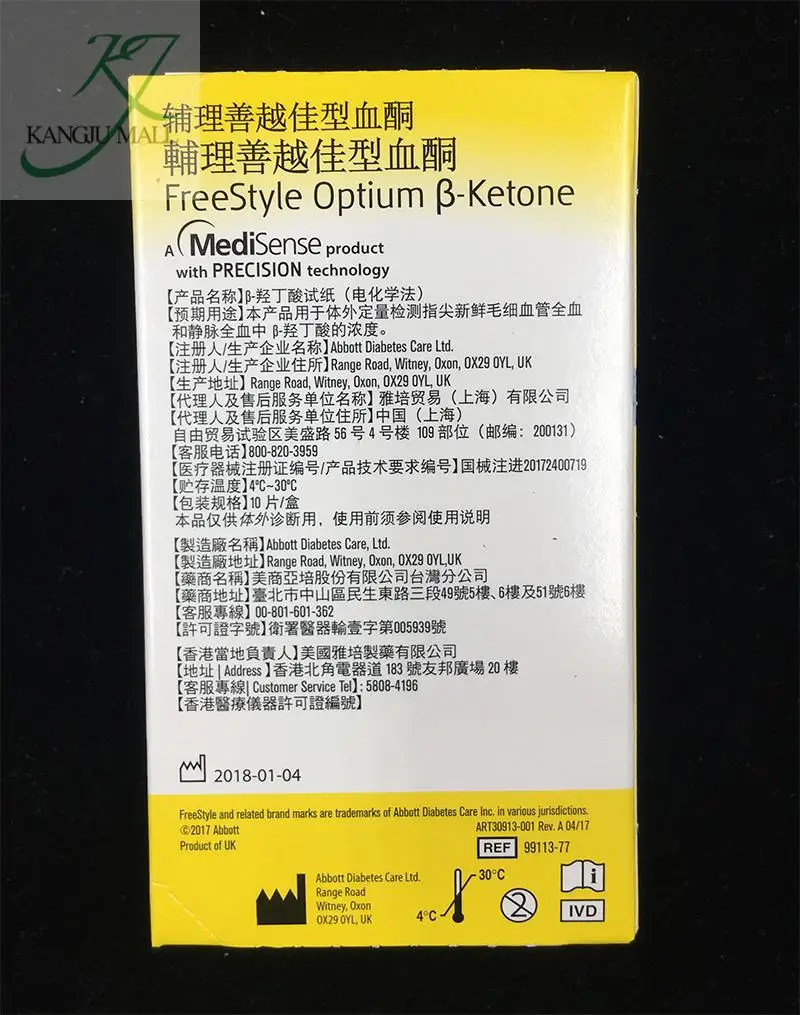 KANGJU MALL
辅理善越佳型血酮
輔理善越佳型血酮
FreeStyle Optium β-Ketone
A MediSense product
with PRECISION technology
【产品名称】β-羟丁酸试纸（电化学法）
【预期用途】本产品用于体外定量检测指尖新鲜毛细血管全血
和静脉全血中 β-羟丁酸的浓度。
【注册人/生产企业名称】Abbott Diabetes Care Ltd.
【注册人/生产企业住所】Range Road, Witney, Oxon, OX29 0YL, UK
【生产地址】Range Road, Witney, Oxon, OX29 0YL, UK
【代理人及售后服务单位名称】雅培贸易（上海）有限公司
【代理人及售后服务单位住所】中国（上海）
自由贸易试验区美盛路 56 号 4 号楼 109 部位（邮编：200131）
【客服电话】800-820-3959
【医疗器械注册证编号/产品技术要求编号】国械注进20172400719
【贮存温度】4°C~30°C
【包装规格】10 片/盒
本品仅供体外诊断用，使用前须参阅使用说明
【製造廠名稱】Abbott Diabetes Care, Ltd.
【製造廠地址】Range Road, Witney, Oxon, OX29 0YL,UK
【藥商名稱】美商亞培股份有限公司台灣分公司
【藥商地址】臺北市中山區民生東路三段49號5樓、6樓及51號6樓
【客服專線】00-801-601-362
【許可證字號】衛署醫器輸壹字第005939號
【香港當地負責人】美國雅培製藥有限公司
【地址 | Address 】香港北角電器道 183 號友邦廣場 20 樓
【客服專線| Customer Service Tel】: 5808-4196
【香港醫療儀器許可證編號】
2018-01-04
FreeStyle and related brand marks are trademarks of Abbott Diabetes Care Inc. in various jurisdictions.
©2017 Abbott
ART30913-001 Rev. A 04/17
Product of UK
REF 99113-77
Abbott Diabetes Care Ltd.
Range Road
Witney, Oxon
OX29 0YL, UK
30°C
4°C
2
i
IVD